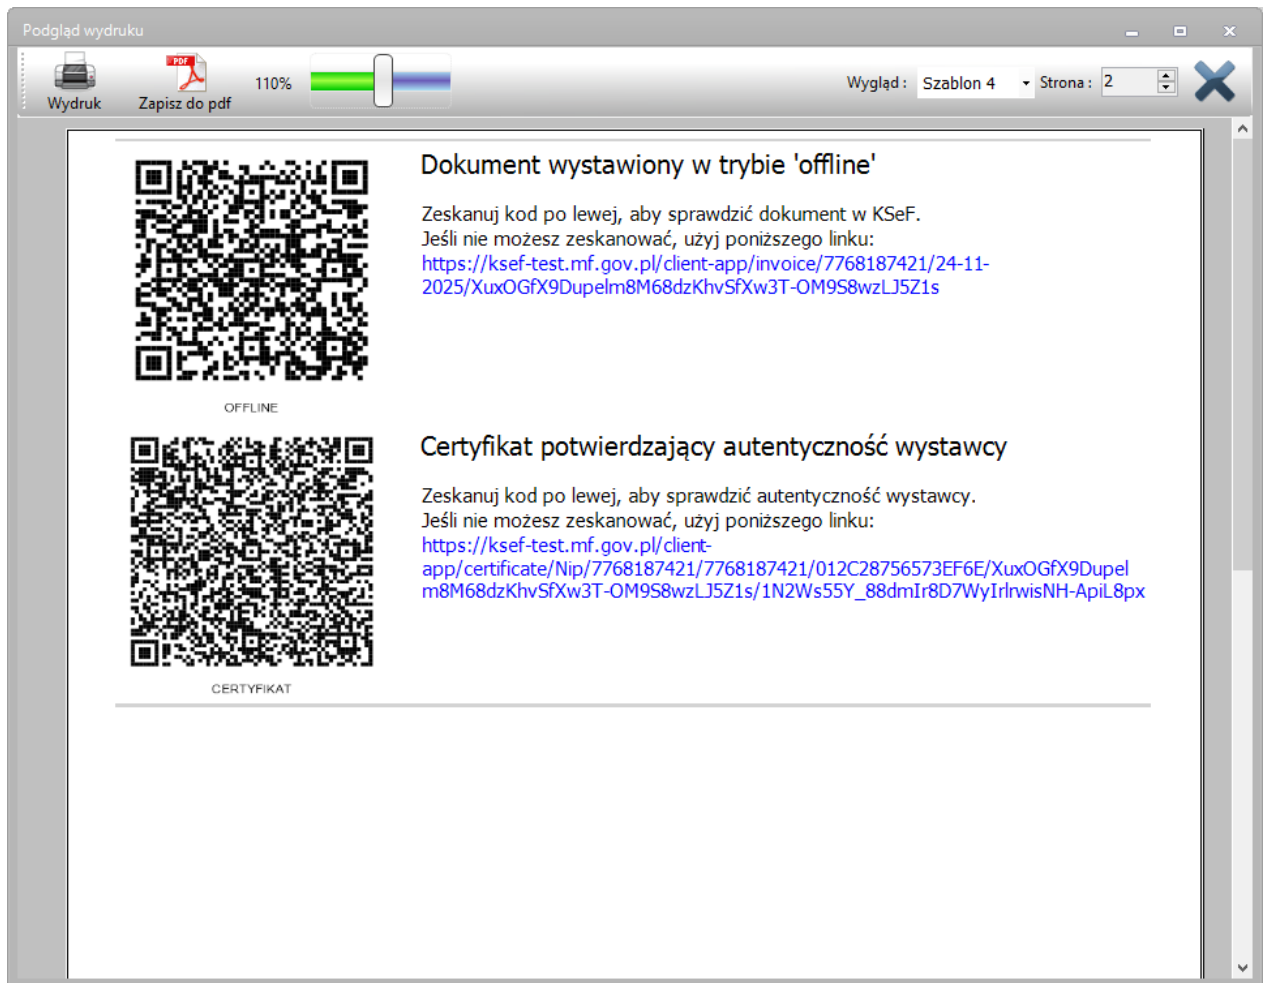 Podgląd wydruku
PDF
Wydruk
Zapisz do pdf
110%
Wygląd :
Szablon 4
Strona :
2
Dokument wystawiony w trybie 'offline'
Zeskanuj kod po lewej, aby sprawdzić dokument w KSeF.
Jeśli nie możesz zeskanować, użyj poniższego linku:
https://ksef-test.mf.gov.pl/client-app/invoice/7768187421/24-11-
2025/XuxOGfX9Dupelm8M68dzKhvSfXw3T-OM9S8wzLJ5Z1s
OFFLINE
Certyfikat potwierdzający autentyczność wystawcy
Zeskanuj kod po lewej, aby sprawdzić autentyczność wystawcy.
Jeśli nie możesz zeskanować, użyj poniższego linku:
https://ksef-test.mf.gov.pl/client-
app/certificate/Nip/7768187421/7768187421/012C28756573EF6E/XuxOGfX9Dupel
m8M68dzKhvSfXw3T-OM9S8wzLJ5Z1s/1N2Ws55Y_88dmIr8D7WyIrlrwisNH-ApiL8px
CERTYFIKAT